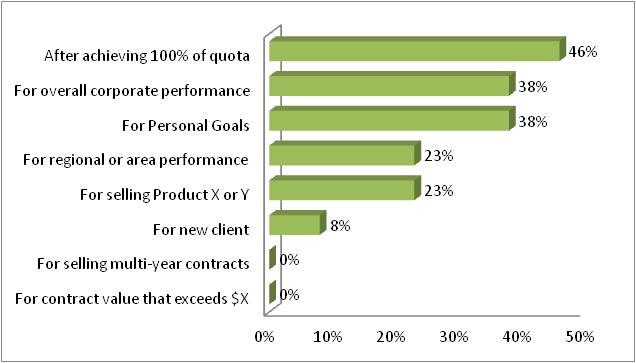 After achieving 100% of quota 46%
For overall corporate performance 38%
For Personal Goals 38%
For regional or area performance 23%
For selling Product X or Y 23%
For new client 8%
For selling multi-year contracts 0%
For contract value that exceeds $X 0%
0% 10% 20% 30% 40% 50%